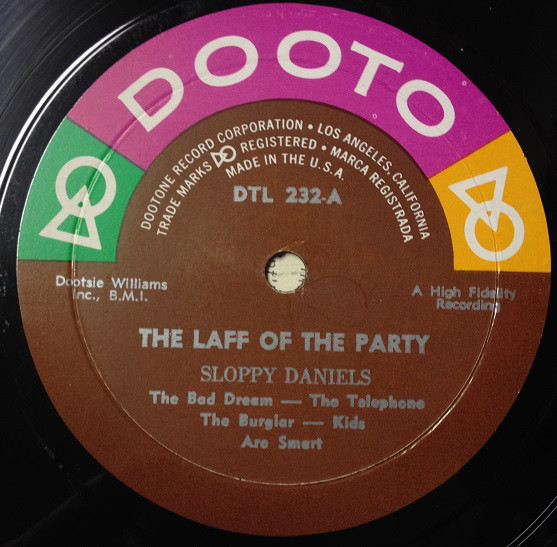 DOOTO
DOOTONE RECORD CORPORATION • LOS ANGELES, CALIFORNIA
TRADE MARKS DO REGISTERED • MARCA REGISTRADA
MADE IN THE U.S.A.
DTL 232-A
Dootsie Williams
Inc., B.M.I.
A High Fidelity
Recording
THE LAFF OF THE PARTY
SLOPPY DANIELS
The Bad Dream — The Telephone
The Burglar — Kids
Are Smart